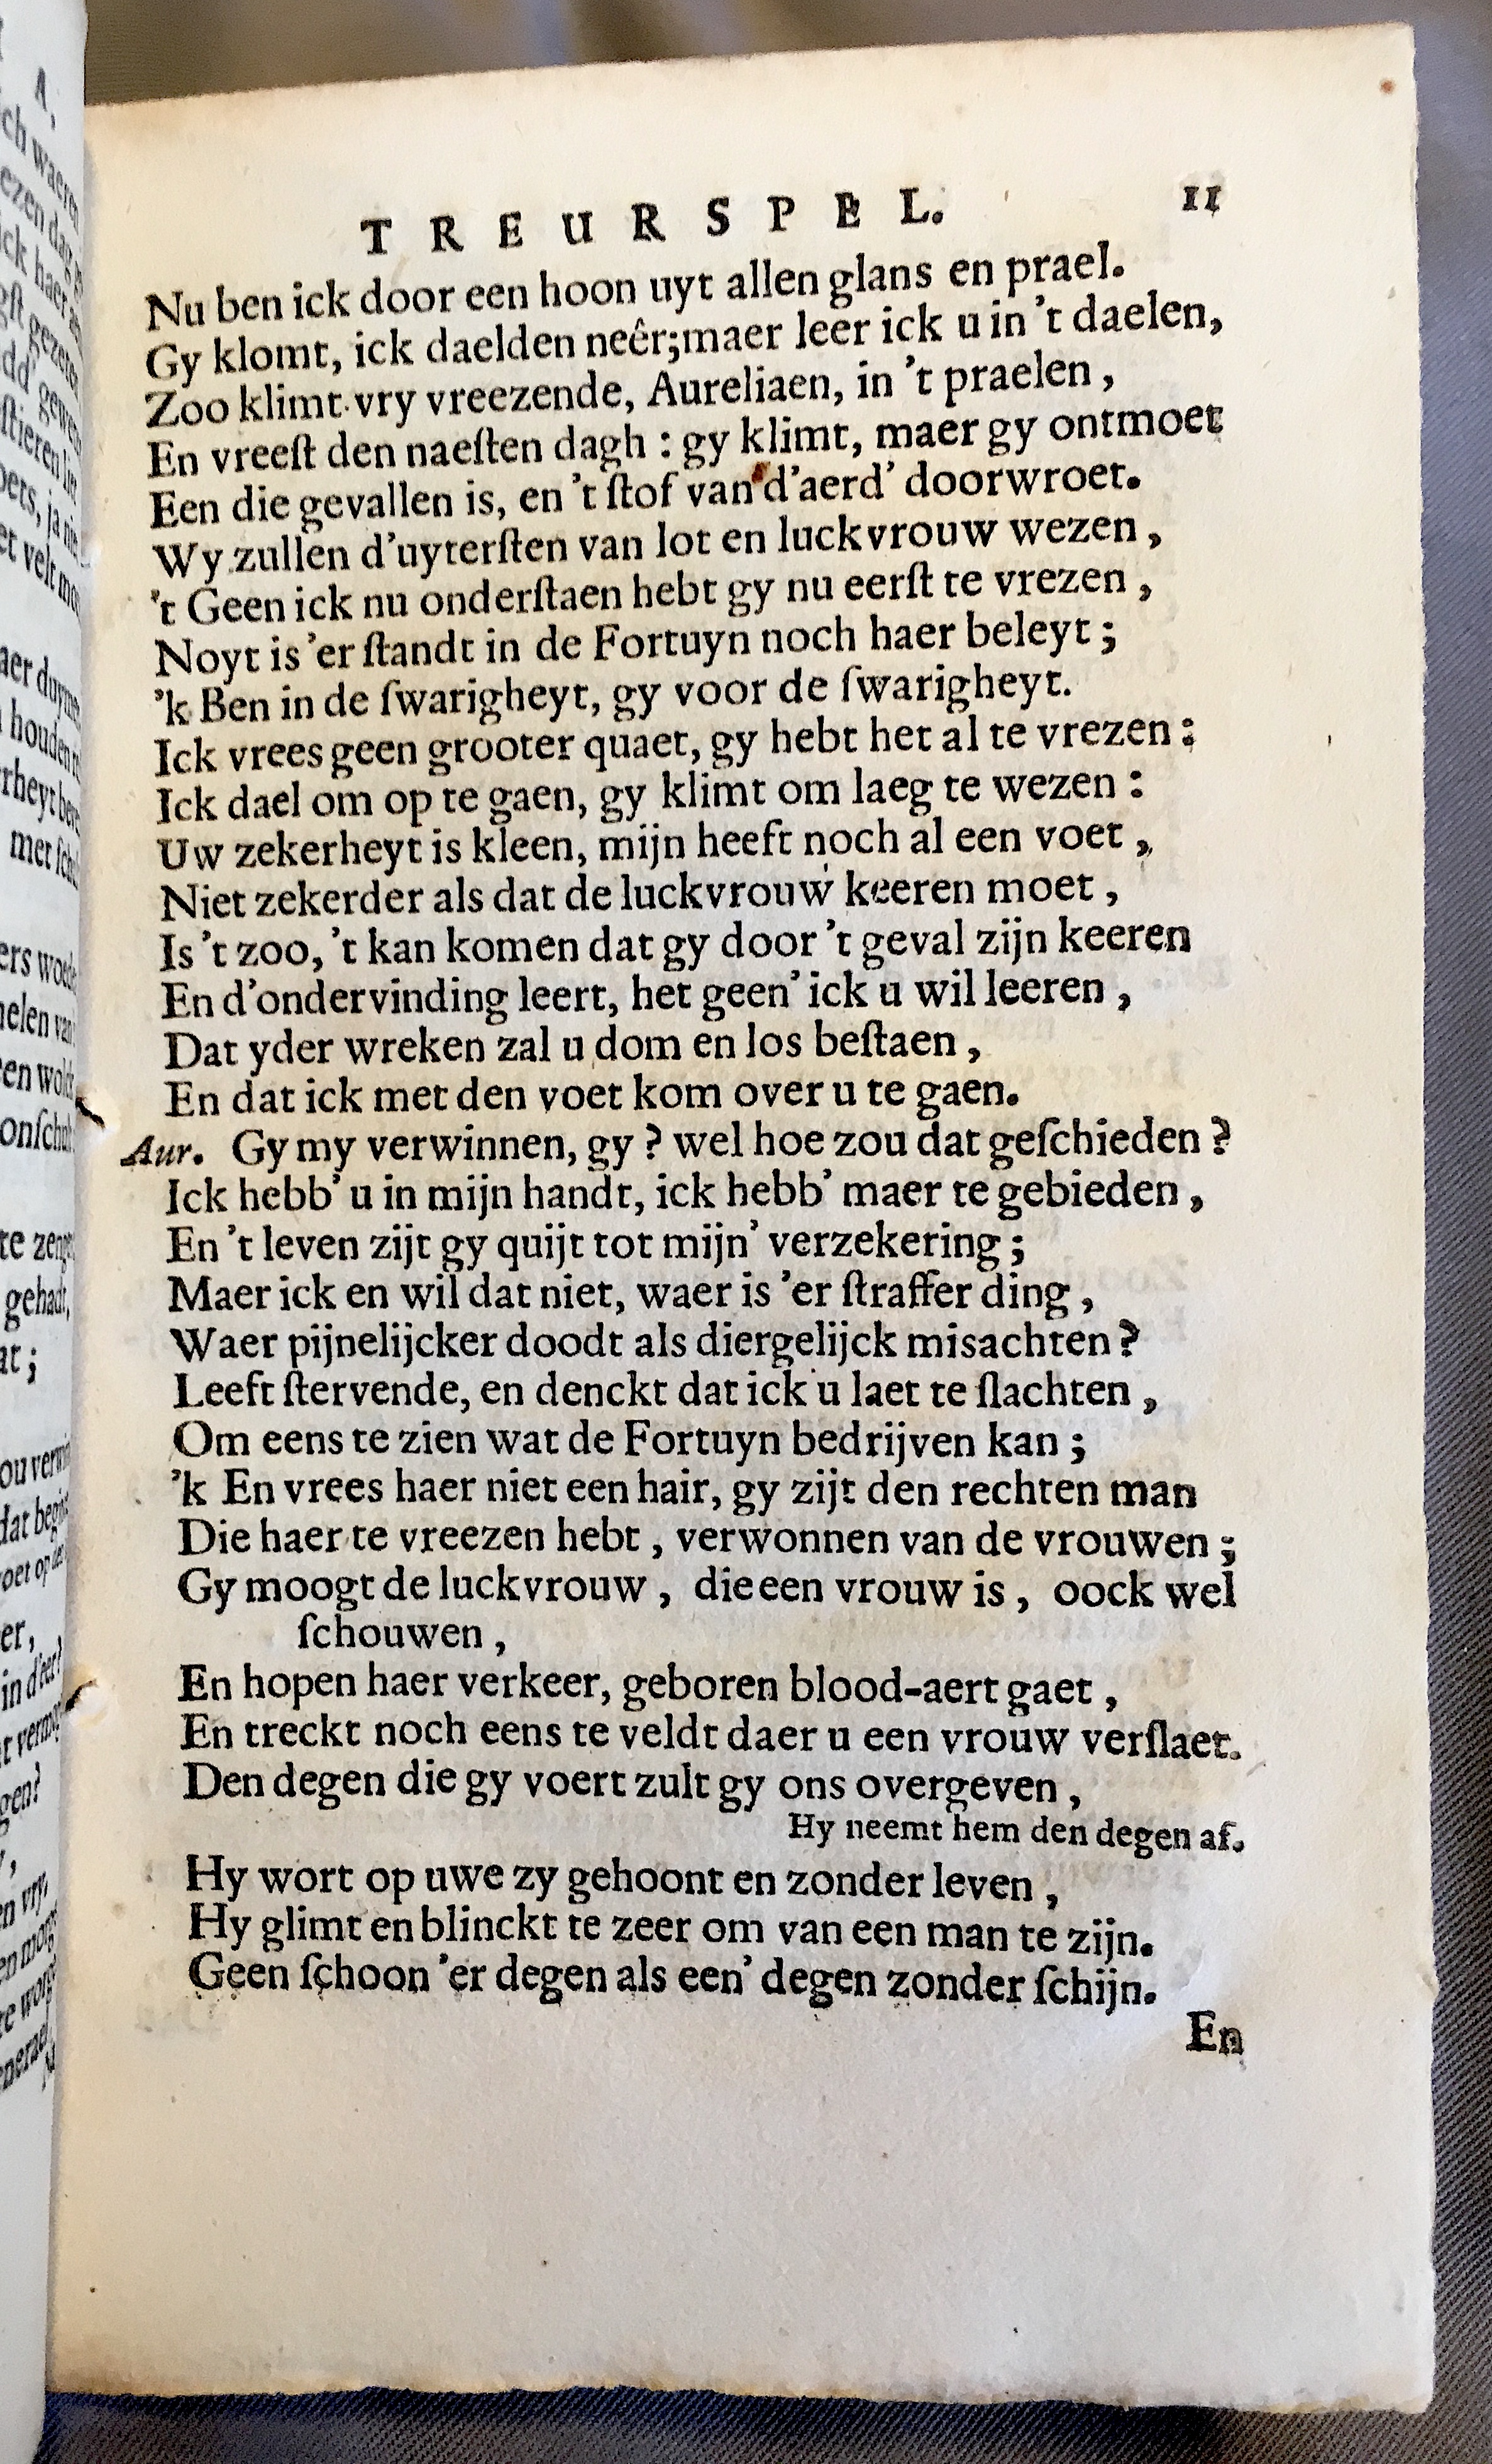 TREURSPEL. 11
Nu ben ick door een hoon uyt allen glans en prael.
Gy klomt, ick daelden neêr; maer leer ick u in 't daelen,
Zoo klimt vry vreezende, Aureliaen, in 't praelen,
En vreeſt den naeſten dagh : gy klimt, maer gy ontmoet
Een die gevallen is, en 't ſtof van d'aerd' doorwroet.
Wy zullen d'uyterſten van lot en luckvrouw wezen,
't Geen ick nu onderſtaen hebt gy nu eerſt te vrezen,
Noyt is 'er ſtandt in de Fortuyn noch haer beleyt;
'k Ben in de ſwarigheyt, gy voor de ſwarigheyt.
Ick vrees geen grooter quaet, gy hebt het al te vrezen:
Ick dael om op te gaen, gy klimt om laeg te wezen:
Uw zekerheyt is kleen, mijn heeft noch al een voet,
Niet zekerder als dat de luckvrouw keeren moet,
Is 't zoo, 't kan komen dat gy door 't geval zijn keeren
En d'ondervinding leert, het geen' ick u wil leeren,
Dat yder wreken zal u dom en los beſtaen,
En dat ick met den voet kom over u te gaen.
Aur. Gy my verwinnen, gy? wel hoe zou dat geſchieden?
Ick hebb' u in mijn handt, ick hebb' maer te gebieden,
En 't leven zijt gy quijt tot mijn' verzekering;
Maer ick en wil dat niet, waer is 'er ſtraffer ding,
Waer pijnelijcker doodt als diergelijck misachten?
Leeft ſtervende, en denckt dat ick u laet te ſlachten,
Om eens te zien wat de Fortuyn bedrijven kan;
'k En vrees haer niet een hair, gy zijt den rechten man
Die haer te vreezen hebt, verwonnen van de vrouwen;
Gy moogt de luckvrouw, die een vrouw is, oock wel
ſchouwen,
En hopen haer verkeer, geboren blood-aert gaet,
En treckt noch eens te veldt daer u een vrouw verſlaet.
Den degen die gy voert zult gy ons overgeven,
Hy neemt hem den degen af.
Hy wort op uwe zy gehoont en zonder leven,
Hy glimt en blinckt te zeer om van een man te zijn.
Geen ſchoon 'er degen als een' degen zonder ſchijn.
En